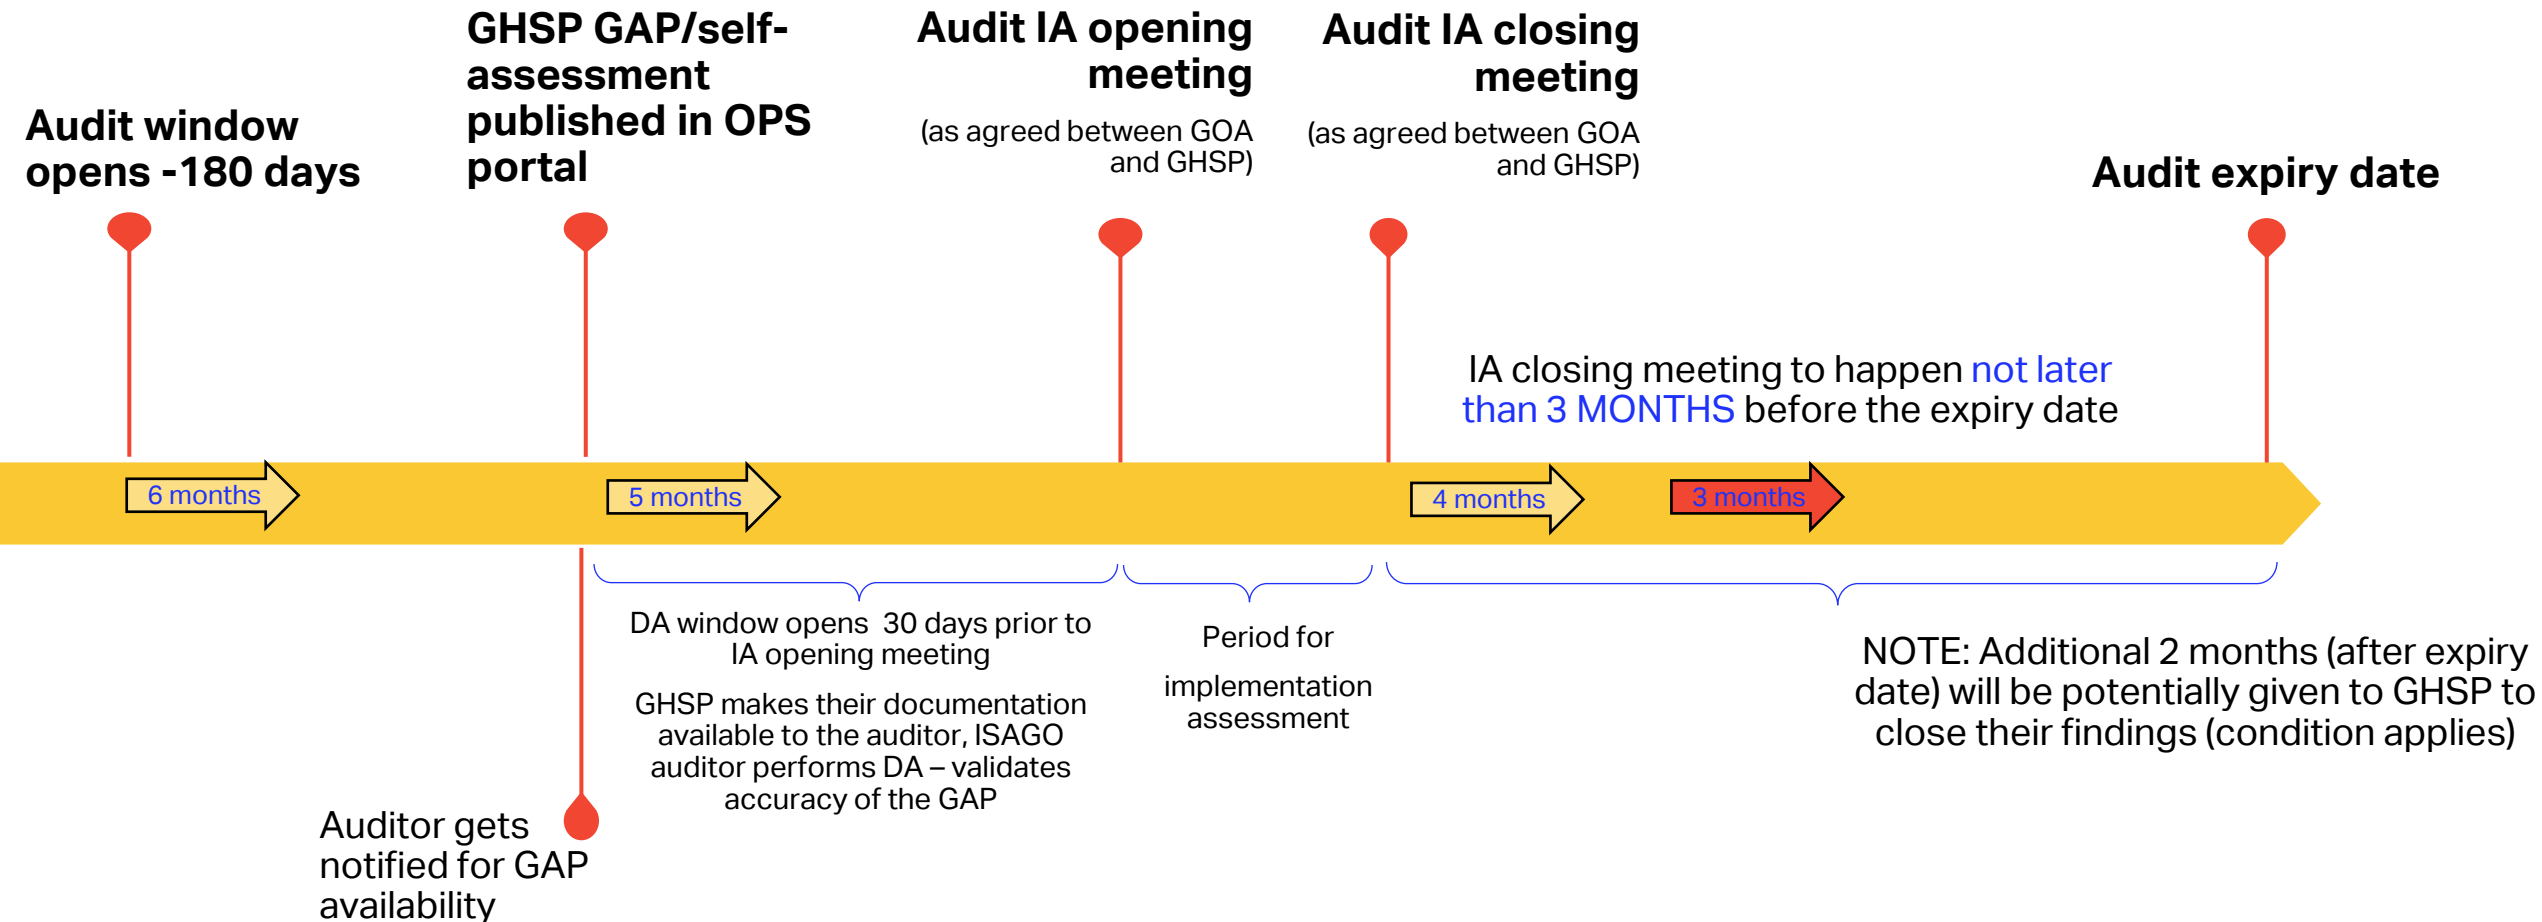 Audit window
opens -180 days
GHSP GAP/self-
assessment
published in OPS
portal
Audit IA opening
meeting
(as agreed between GOA
and GHSP)
Audit IA closing
meeting
(as agreed between GOA
and GHSP)
Audit expiry date
IA closing meeting to happen not later
than 3 MONTHS before the expiry date
6 months
5 months
4 months
3 months
DA window opens  30 days prior to
IA opening meeting
GHSP makes their documentation
available to the auditor, ISAGO
auditor performs DA – validates
accuracy of the GAP
Period for
implementation
assessment
NOTE: Additional 2 months (after expiry
date) will be potentially given to GHSP to
close their findings (condition applies)
Auditor gets
notified for GAP
availability